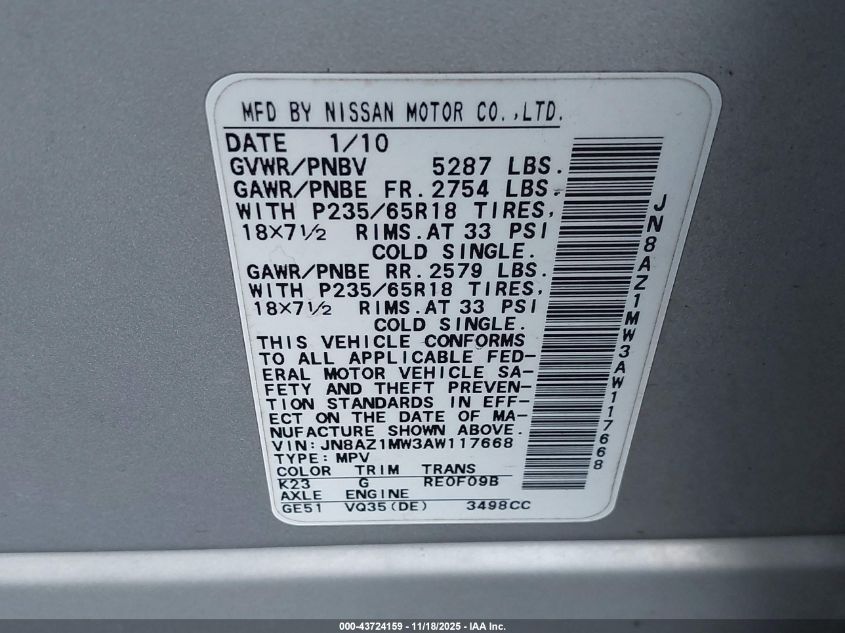 MFD BY NISSAN MOTOR CO.,LTD.
DATE 1/10
GVWR/PNBV 5287 LBS.
GAWR/PNBE FR. 2754 LBS.
WITH P235/65R18 TIRES,
18×7½ RIMS.AT 33 PSI
COLD SINGLE.
GAWR/PNBE RR. 2579 LBS.
WITH P235/65R18 TIRES,
18×7½ RIMS.AT 33 PSI
COLD SINGLE.
THIS VEHICLE CONFORMS
TO ALL APPLICABLE FED-
ERAL MOTOR VEHICLE SA-
FETY AND THEFT PREVEN-
TION STANDARDS IN EFF-
ECT ON THE DATE OF MA-
NUFACTURE SHOWN ABOVE.
VIN:JN8AZ1MW3AW117668
TYPE:MPV
COLOR TRIM TRANS
K23 G RE0F09B
AXLE ENGINE
GE51 VQ35(DE) 3498CC
JN8AZ1MW3AW117668
000-43724159 - 11/18/2025 - IAA Inc.